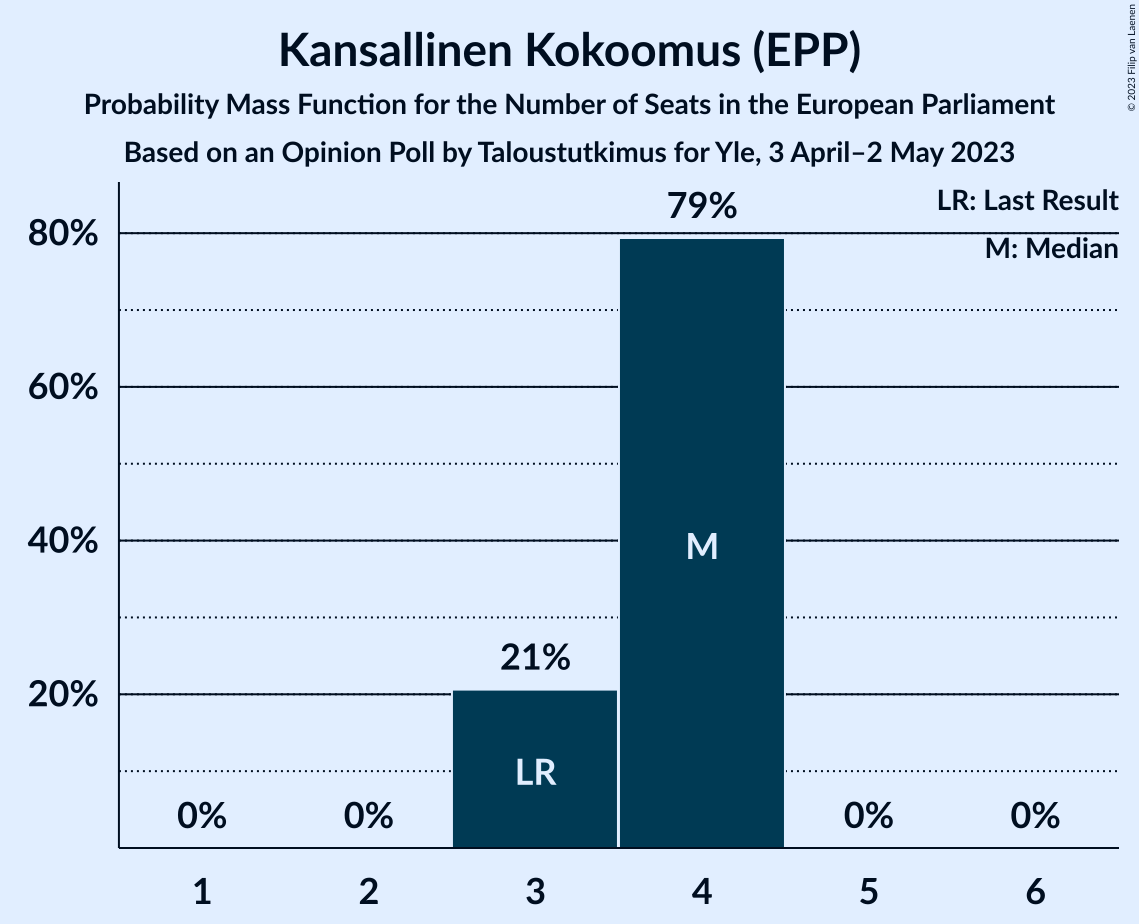 Kansallinen Kokoomus (EPP)
Probability Mass Function for the Number of Seats in the European Parliament
Based on an Opinion Poll by Taloustutkimus for Yle, 3 April–2 May 2023
© 2023 Filip van Laenen
LR: Last Result
M: Median
80%
60%
40%
20%
0%
0%
21%
LR
79%
M
0%
0%
1
2
3
4
5
6